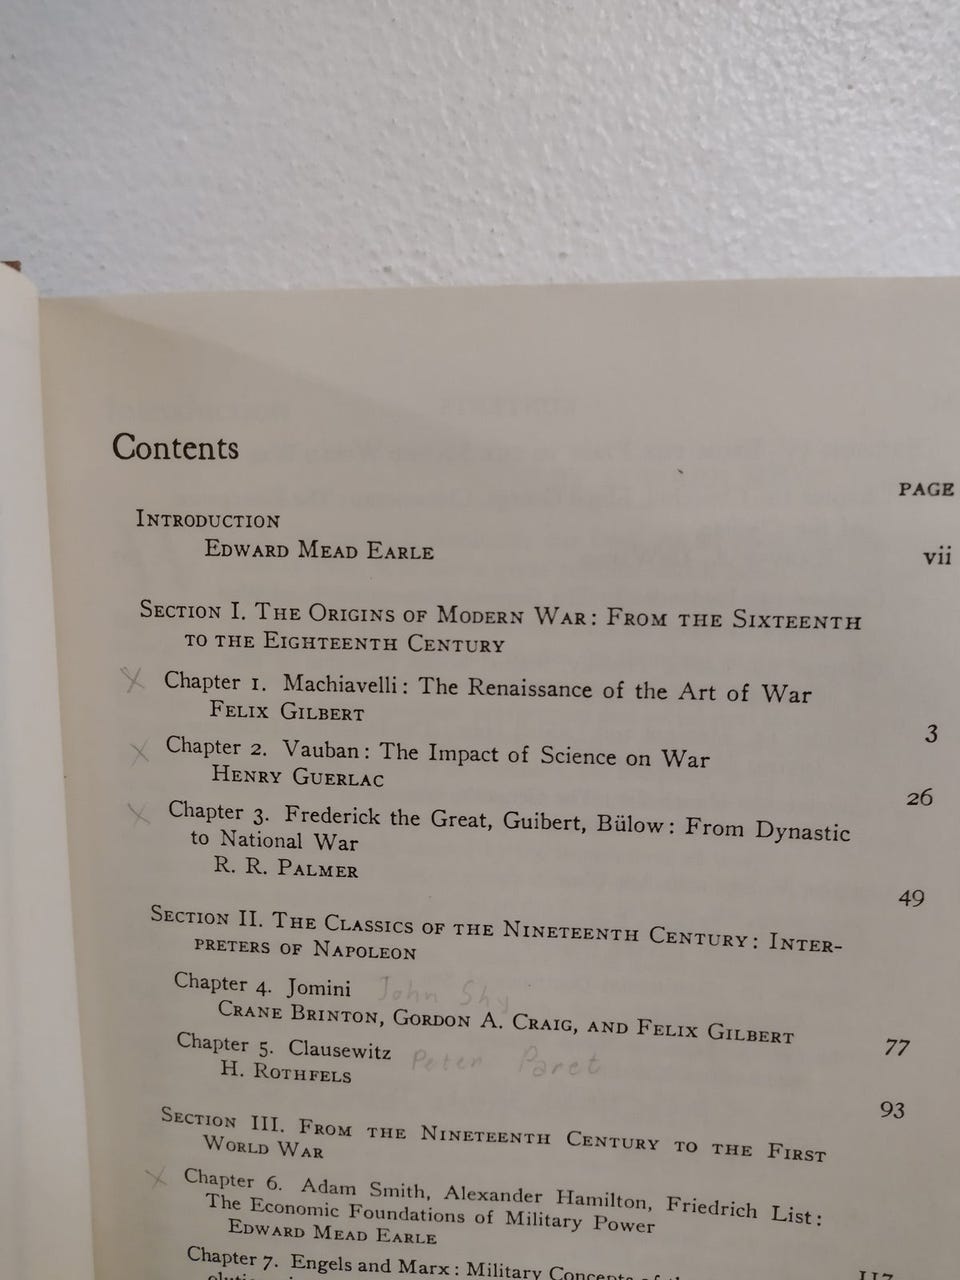 Contents
PAGE
INTRODUCTION
EDWARD MEAD EARLE
vii
SECTION I. THE ORIGINS OF MODERN WAR: FROM THE SIXTEENTH
TO THE EIGHTEENTH CENTURY
Chapter 1. Machiavelli: The Renaissance of the Art of War
FELIX GILBERT
3
Chapter 2. Vauban: The Impact of Science on War
HENRY GUERLAC
26
Chapter 3. Frederick the Great, Guibert, Bülow: From Dynastic
to National War
R. R. PALMER
49
SECTION II. THE CLASSICS OF THE NINETEENTH CENTURY: INTER-
PRETERS OF NAPOLEON
Chapter 4. Jomini John Shy
CRANE BRINTON, GORDON A. CRAIG, AND FELIX GILBERT
77
Chapter 5. Clausewitz Peter Paret
H. ROTHFELS
93
SECTION III. FROM THE NINETEENTH CENTURY TO THE FIRST
WORLD WAR
Chapter 6. Adam Smith, Alexander Hamilton, Friedrich List:
The Economic Foundations of Military Power
EDWARD MEAD EARLE
117
Chapter 7. Engels and Marx: Military Concepts of the